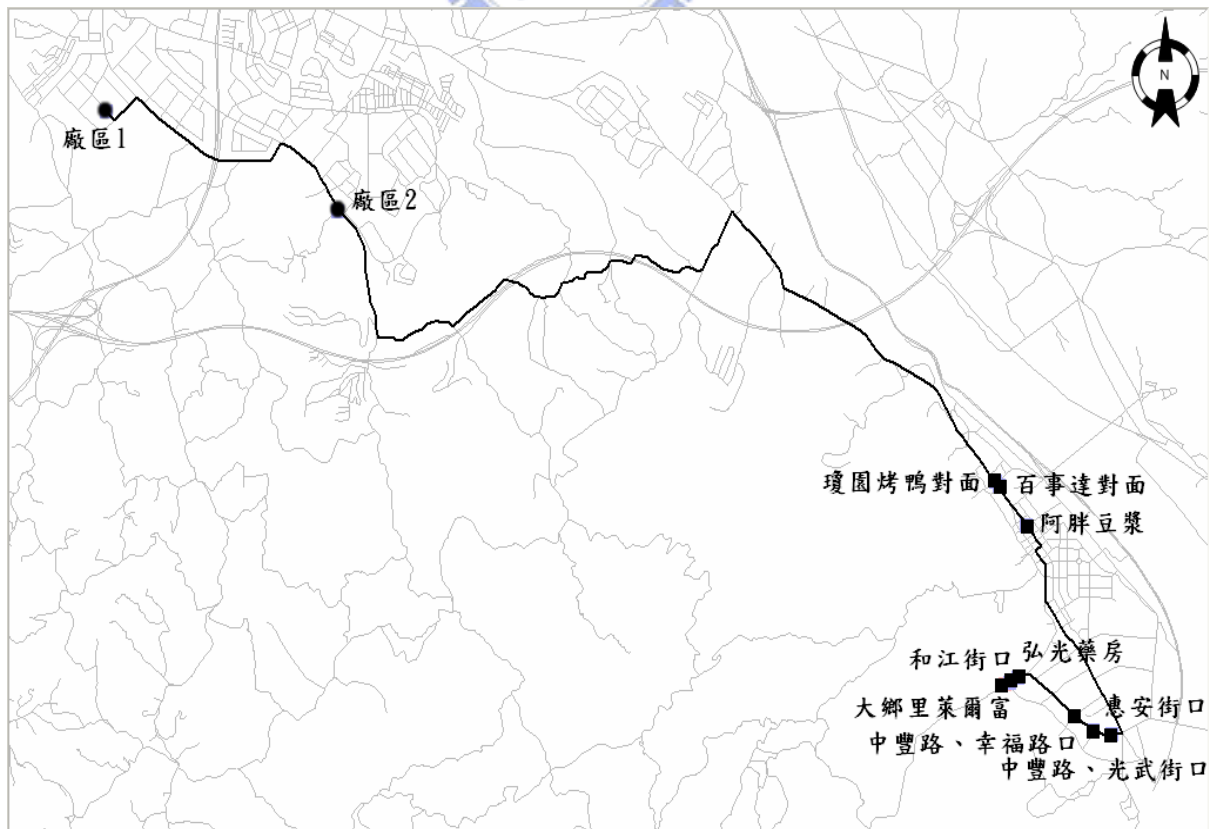 N
廠區1
廠區2
瓊園烤鴨對面
百事達對面
阿胖豆漿
和江街口
弘光藥房
大鄉里萊爾富
惠安街口
中豐路、幸福路口
中豐路、光武街口